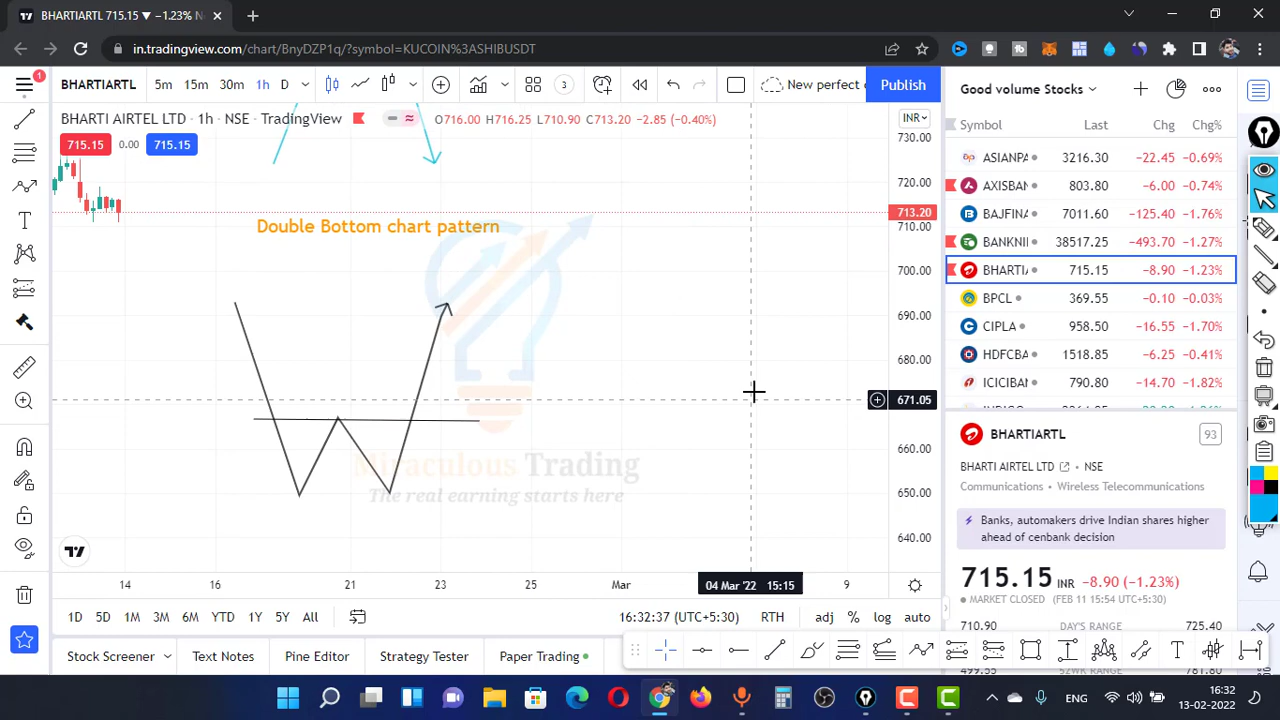 BHARTIARTL 715.15 ▼ −1.23% N
in.tradingview.com/chart/BnyDZP1q/?symbol=KUCOIN%3ASHIBUSDT
1
BHARTIARTL 5m 15m 30m 1h D 3 New perfect Publish
BHARTI AIRTEL LTD · 1h · NSE · TradingView O716.00 H716.25 L710.90 C713.20 −2.85 (−0.40%) INR
715.15 0.00 715.15
730.00
720.00
713.20
710.00
700.00
690.00
680.00
671.05
660.00
650.00
640.00
Double Bottom chart pattern
Miraculous Trading
The real earning starts here
14 16 21 23 25 Mar 04 Mar '22 15:15 9
1D 5D 1M 3M 6M YTD 1Y 5Y All 16:32:37 (UTC+5:30) RTH adj % log auto
Stock Screener Text Notes Pine Editor Strategy Tester Paper Trading
Good volume Stocks
Symbol Last Chg Chg%
ASIANPA 3216.30 −22.45 −0.69%
AXISBAN 803.80 −6.00 −0.74%
BAJFINA 7011.60 −125.40 −1.76%
BANKNI 38517.25 −493.70 −1.27%
BHARTIA 715.15 −8.90 −1.23%
BPCL 369.55 −0.10 −0.03%
CIPLA 958.50 −16.55 −1.70%
HDFCBA 1518.85 −6.25 −0.41%
ICICIBAN 790.80 −14.70 −1.82%
BHARTIARTL 93
BHARTI AIRTEL LTD · NSE
Communications · Wireless Telecommunications
Banks, automakers drive Indian shares higher
ahead of cenbank decision
715.15 INR −8.90 (−1.23%)
MARKET CLOSED (FEB 11 15:54 UTC+5:30)
710.90 DAY'S RANGE 725.40
ENG 16:32
13-02-2022